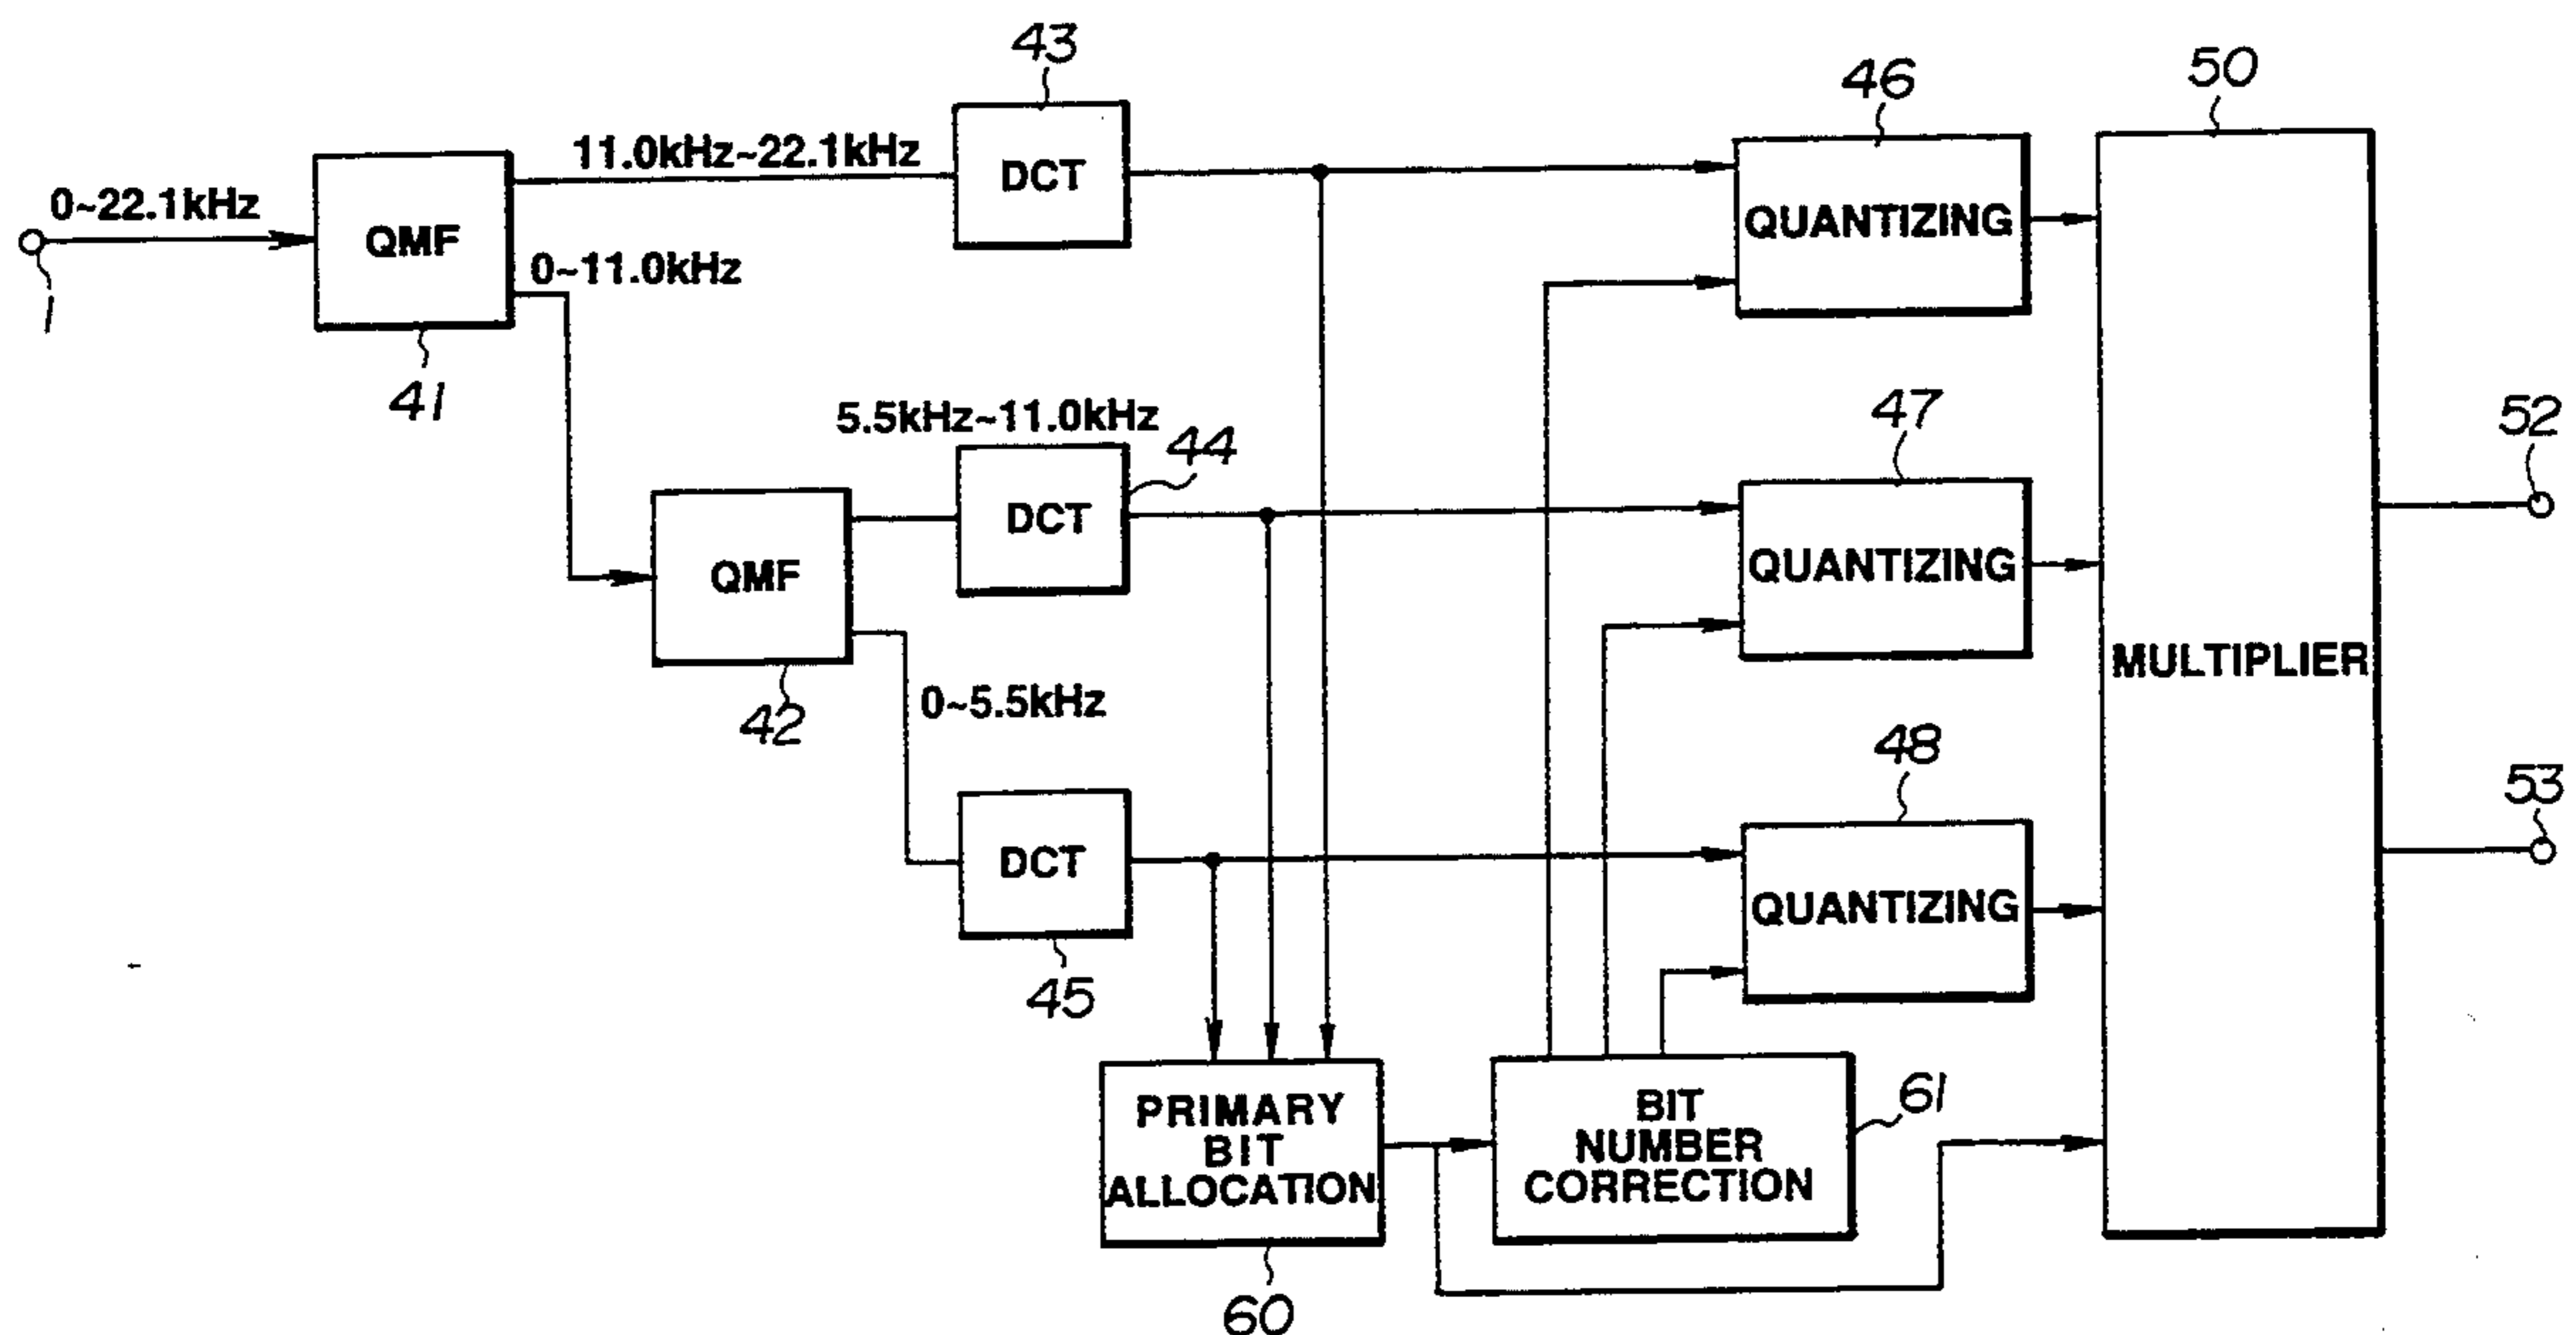 43
46
50
0~22.1kHz
11.0kHz~22.1kHz
DCT
QMF
0~11.0kHz
QUANTIZING
1
41
5.5kHz~11.0kHz
44
47
52
DCT
QMF
QUANTIZING
MULTIPLIER
42
0~5.5kHz
48
53
DCT
QUANTIZING
45
PRIMARY
BIT
ALLOCATION
BIT
NUMBER
CORRECTION
61
60